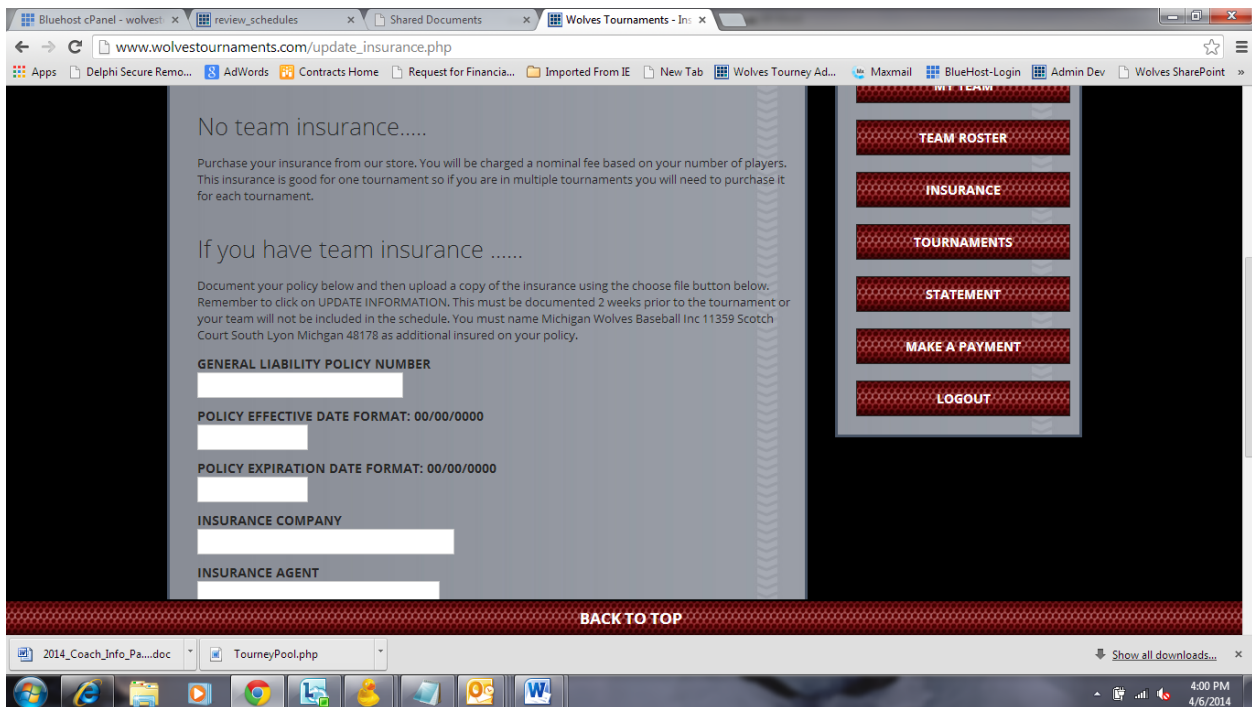 Bluehost cPanel - wolvest
review_schedules
Shared Documents
Wolves Tournaments - Ins
www.wolvestournaments.com/update_insurance.php
Apps Delphi Secure Remo... AdWords Contracts Home Request for Financia... Imported From IE New Tab Wolves Tourney Ad... Maxmail BlueHost-Login Admin Dev Wolves SharePoint »
No team insurance.....
Purchase your insurance from our store. You will be charged a nominal fee based on your number of players.
This insurance is good for one tournament so if you are in multiple tournaments you will need to purchase it
for each tournament.
If you have team insurance ......
Document your policy below and then upload a copy of the insurance using the choose file button below.
Remember to click on UPDATE INFORMATION. This must be documented 2 weeks prior to the tournament or
your team will not be included in the schedule. You must name Michigan Wolves Baseball Inc 11359 Scotch
Court South Lyon Michgan 48178 as additional insured on your policy.
GENERAL LIABILITY POLICY NUMBER
POLICY EFFECTIVE DATE FORMAT: 00/00/0000
POLICY EXPIRATION DATE FORMAT: 00/00/0000
INSURANCE COMPANY
INSURANCE AGENT
MY TEAM
TEAM ROSTER
INSURANCE
TOURNAMENTS
STATEMENT
MAKE A PAYMENT
LOGOUT
BACK TO TOP
2014_Coach_Info_Pa....doc
TourneyPool.php
Show all downloads...
4:00 PM
4/6/2014